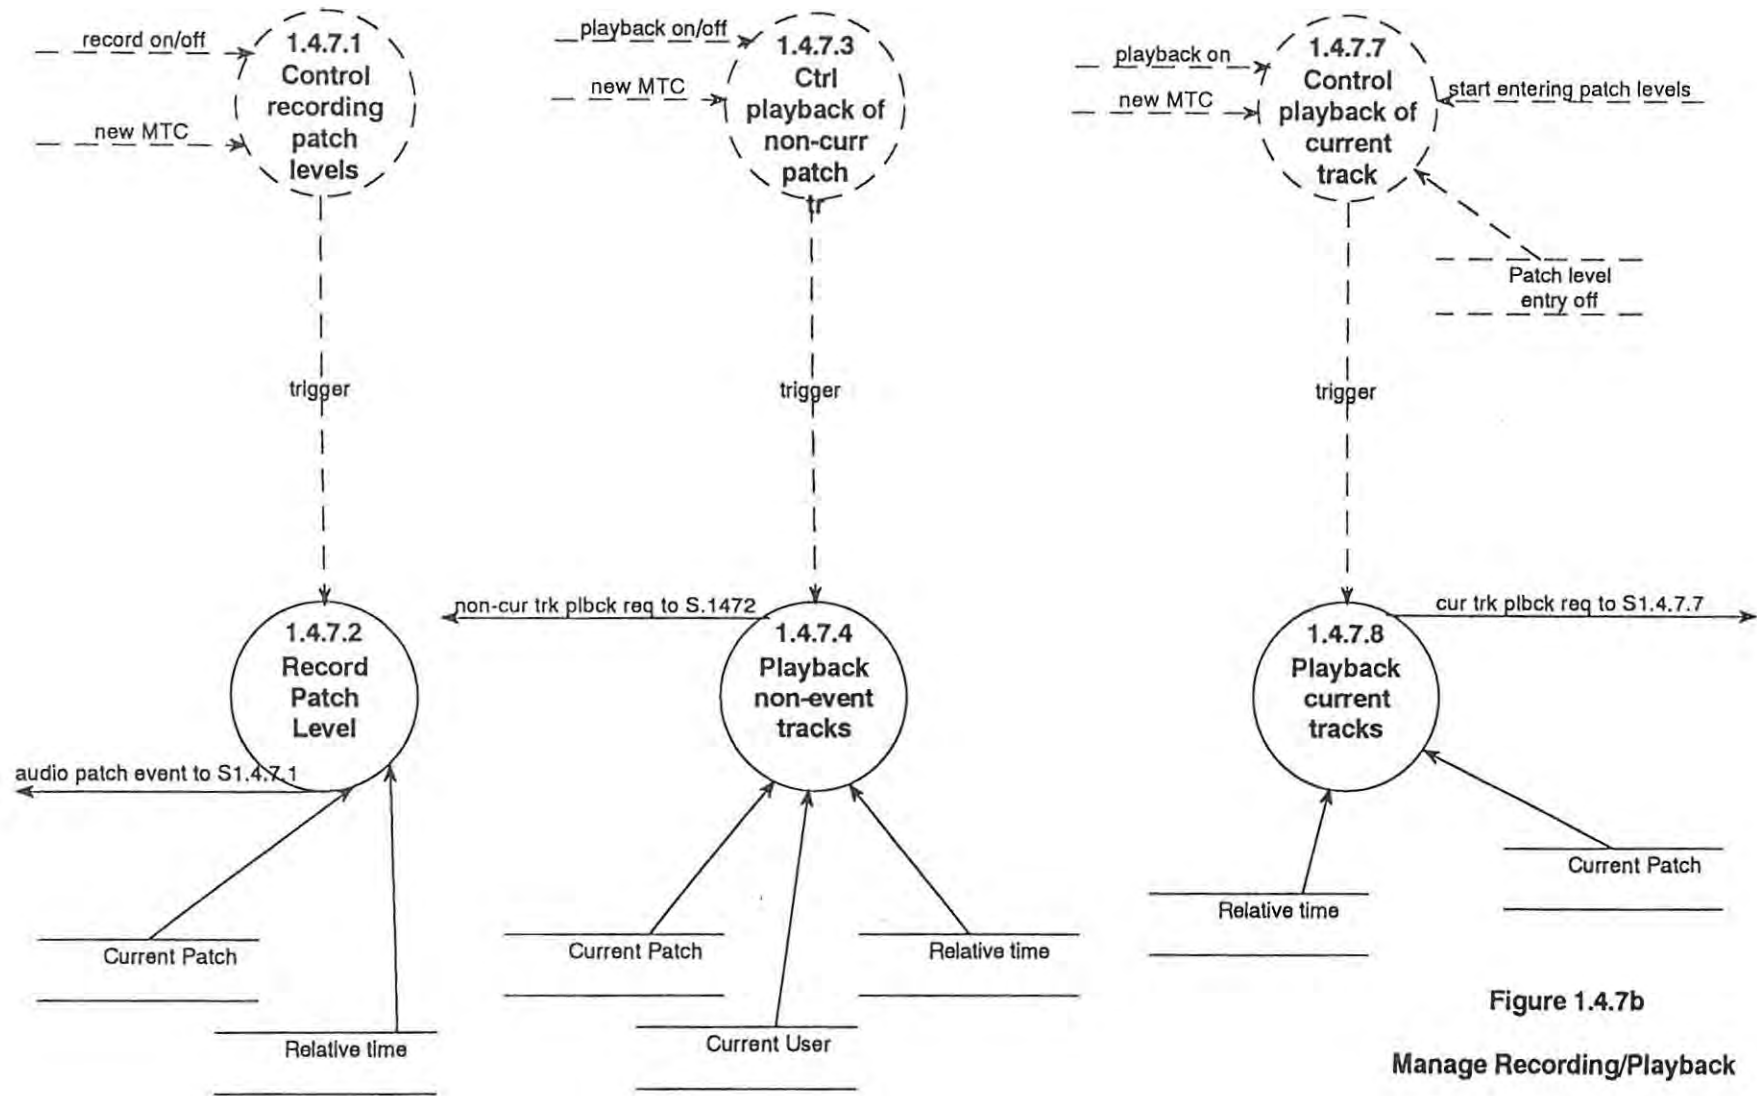 record on/off
new MTC
1.4.7.1
Control
recording
patch
levels
playback on/off
new MTC
1.4.7.3
Ctrl
playback of
non-curr
patch
tr
playback on
new MTC
1.4.7.7
Control
playback of
current
track
start entering patch levels
Patch level
entry off
trigger
trigger
trigger
1.4.7.2
Record
Patch
Level
audio patch event to S1.4.7.1
non-cur trk plbck req to S.1472
1.4.7.4
Playback
non-event
tracks
cur trk plbck req to S1.4.7.7
1.4.7.8
Playback
current
tracks
Current Patch
Relative time
Current Patch
Current User
Relative time
Relative time
Current Patch
Figure 1.4.7b
Manage Recording/Playback